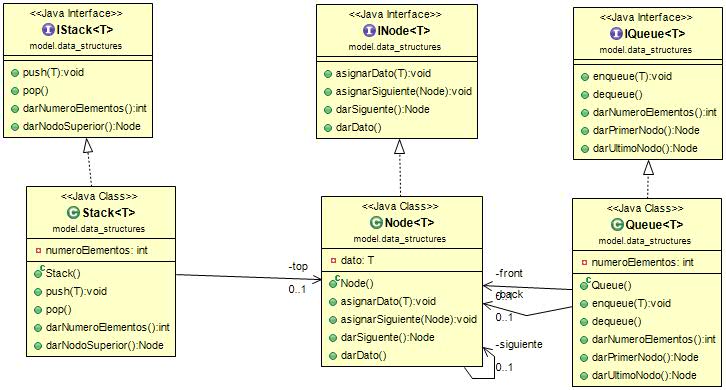 <<Java Interface>>
IStack<T>
model.data_structures
push(T):void
pop()
darNumeroElementos():int
darNodoSuperior():Node
<<Java Interface>>
INode<T>
model.data_structures
asignarDato(T):void
asignarSiguiente(Node):void
darSiguente():Node
darDato()
<<Java Interface>>
IQueue<T>
model.data_structures
enqueue(T):void
dequeue()
darNumeroElementos():int
darPrimerNodo():Node
darUltimoNodo():Node
<<Java Class>>
Stack<T>
model.data_structures
numeroElementos: int
Stack()
push(T):void
pop()
darNumeroElementos():int
darNodoSuperior():Node
-top
0..1
<<Java Class>>
Node<T>
model.data_structures
dato: T
Node()
asignarDato(T):void
asignarSiguiente(Node):void
darSiguente():Node
darDato()
-front
0..1
-back
0..1
-siguiente
0..1
<<Java Class>>
Queue<T>
model.data_structures
numeroElementos: int
Queue()
enqueue(T):void
dequeue()
darNumeroElementos():int
darPrimerNodo():Node
darUltimoNodo():Node